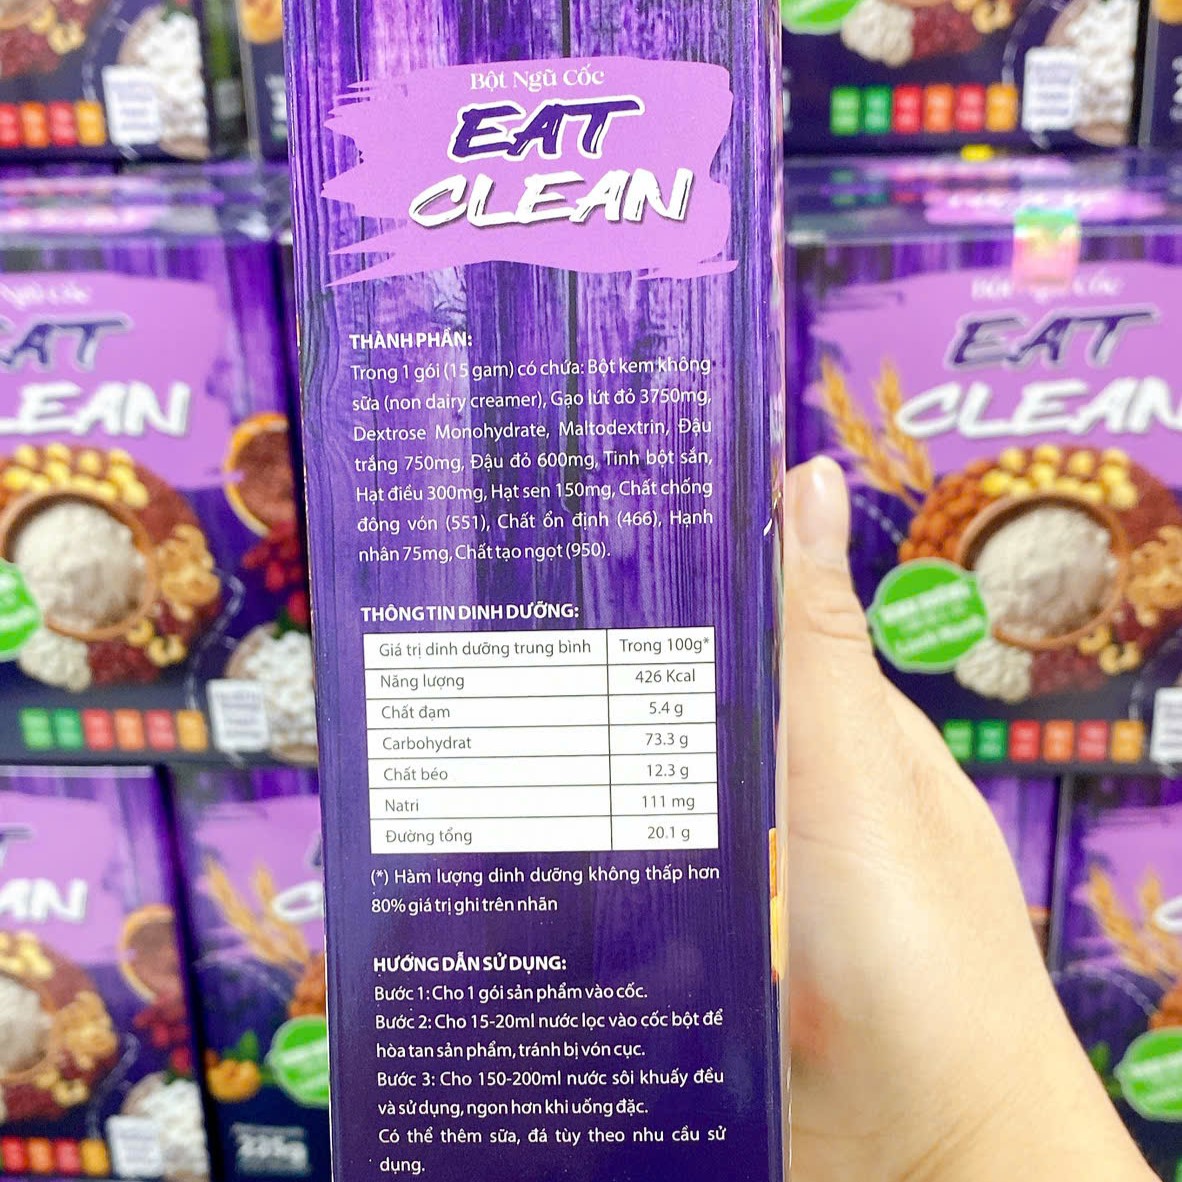 Bột Ngũ Cốc
EAT
CLEAN
THÀNH PHẦN:
Trong 1 gói (15 gam) có chứa: Bột kem không
sữa (non dairy creamer), Gạo lứt đỏ 3750mg,
Dextrose Monohydrate, Maltodextrin, Đậu
trắng 750mg, Đậu đỏ 600mg, Tinh bột sắn,
Hạt điều 300mg, Hạt sen 150mg, Chất chống
đông vón (551), Chất ổn định (466), Hạnh
nhân 75mg, Chất tạo ngọt (950).
THÔNG TIN DINH DƯỠNG:
Giá trị dinh dưỡng trung bình Trong 100g*
Năng lượng 426 Kcal
Chất đạm 5.4 g
Carbohydrat 73.3 g
Chất béo 12.3 g
Natri 111 mg
Đường tổng 20.1 g
(*) Hàm lượng dinh dưỡng không thấp hơn
80% giá trị ghi trên nhãn
HƯỚNG DẪN SỬ DỤNG:
Bước 1: Cho 1 gói sản phẩm vào cốc.
Bước 2: Cho 15-20ml nước lọc vào cốc bột để
hòa tan sản phẩm, tránh bị vón cục.
Bước 3: Cho 150-200ml nước sôi khuấy đều
và sử dụng, ngon hơn khi uống đặc.
Có thể thêm sữa, đá tùy theo nhu cầu sử
dụng.
EAT
CLEAN
Bột Ngũ Cốc
EAT
CLEAN
225g